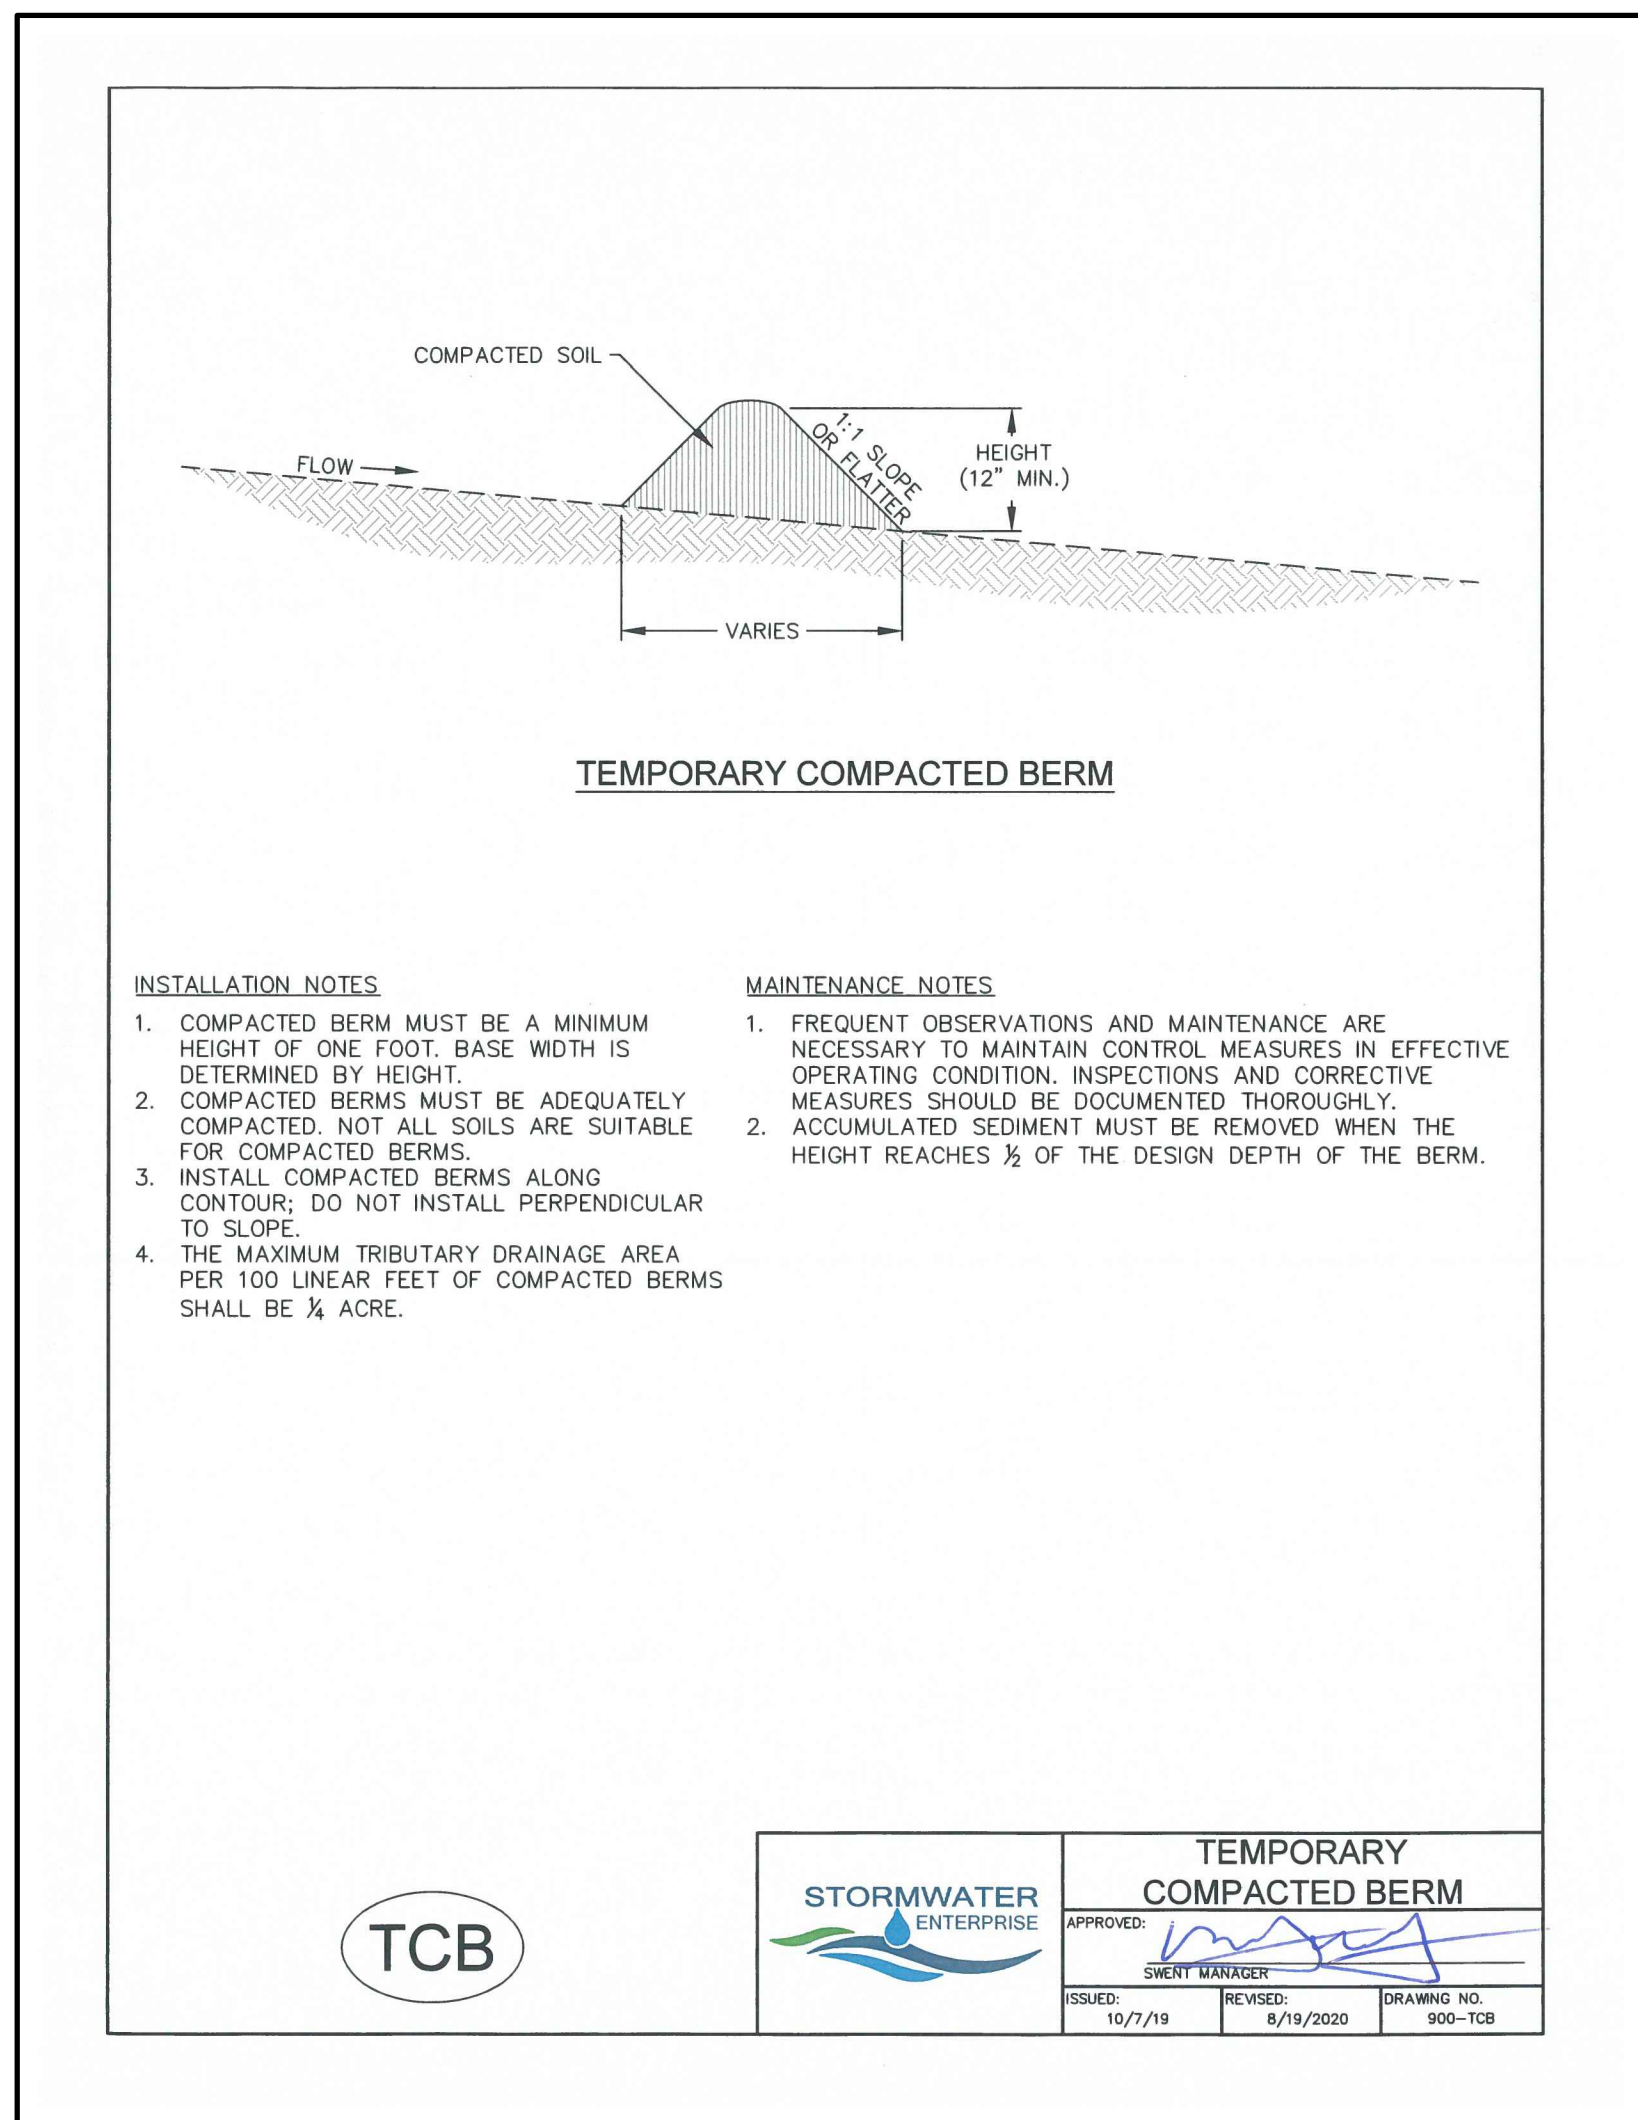 COMPACTED SOIL
1:1 SLOPE
OR FLATTER
HEIGHT
(12" MIN.)
FLOW
VARIES
TEMPORARY COMPACTED BERM
INSTALLATION NOTES
1. COMPACTED BERM MUST BE A MINIMUM
HEIGHT OF ONE FOOT. BASE WIDTH IS
DETERMINED BY HEIGHT.
2. COMPACTED BERMS MUST BE ADEQUATELY
COMPACTED. NOT ALL SOILS ARE SUITABLE
FOR COMPACTED BERMS.
3. INSTALL COMPACTED BERMS ALONG
CONTOUR; DO NOT INSTALL PERPENDICULAR
TO SLOPE.
4. THE MAXIMUM TRIBUTARY DRAINAGE AREA
PER 100 LINEAR FEET OF COMPACTED BERMS
SHALL BE ¼ ACRE.
MAINTENANCE NOTES
1. FREQUENT OBSERVATIONS AND MAINTENANCE ARE
NECESSARY TO MAINTAIN CONTROL MEASURES IN EFFECTIVE
OPERATING CONDITION. INSPECTIONS AND CORRECTIVE
MEASURES SHOULD BE DOCUMENTED THOROUGHLY.
2. ACCUMULATED SEDIMENT MUST BE REMOVED WHEN THE
HEIGHT REACHES ½ OF THE DESIGN DEPTH OF THE BERM.
TCB
STORMWATER
ENTERPRISE
TEMPORARY
COMPACTED BERM
APPROVED:
SWENT MANAGER
ISSUED:
10/7/19
REVISED:
8/19/2020
DRAWING NO.
900-TCB